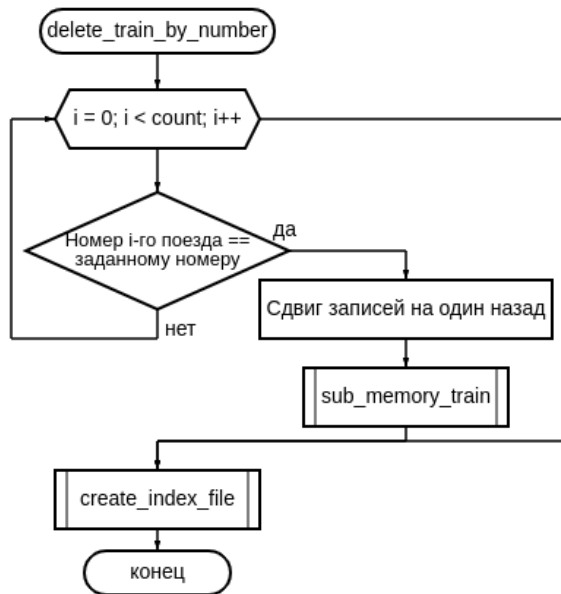 delete_train_by_number
i = 0; i < count; i++
Номер i-го поезда ==
заданному номеру
да
нет
Сдвиг записей на один назад
sub_memory_train
create_index_file
конец